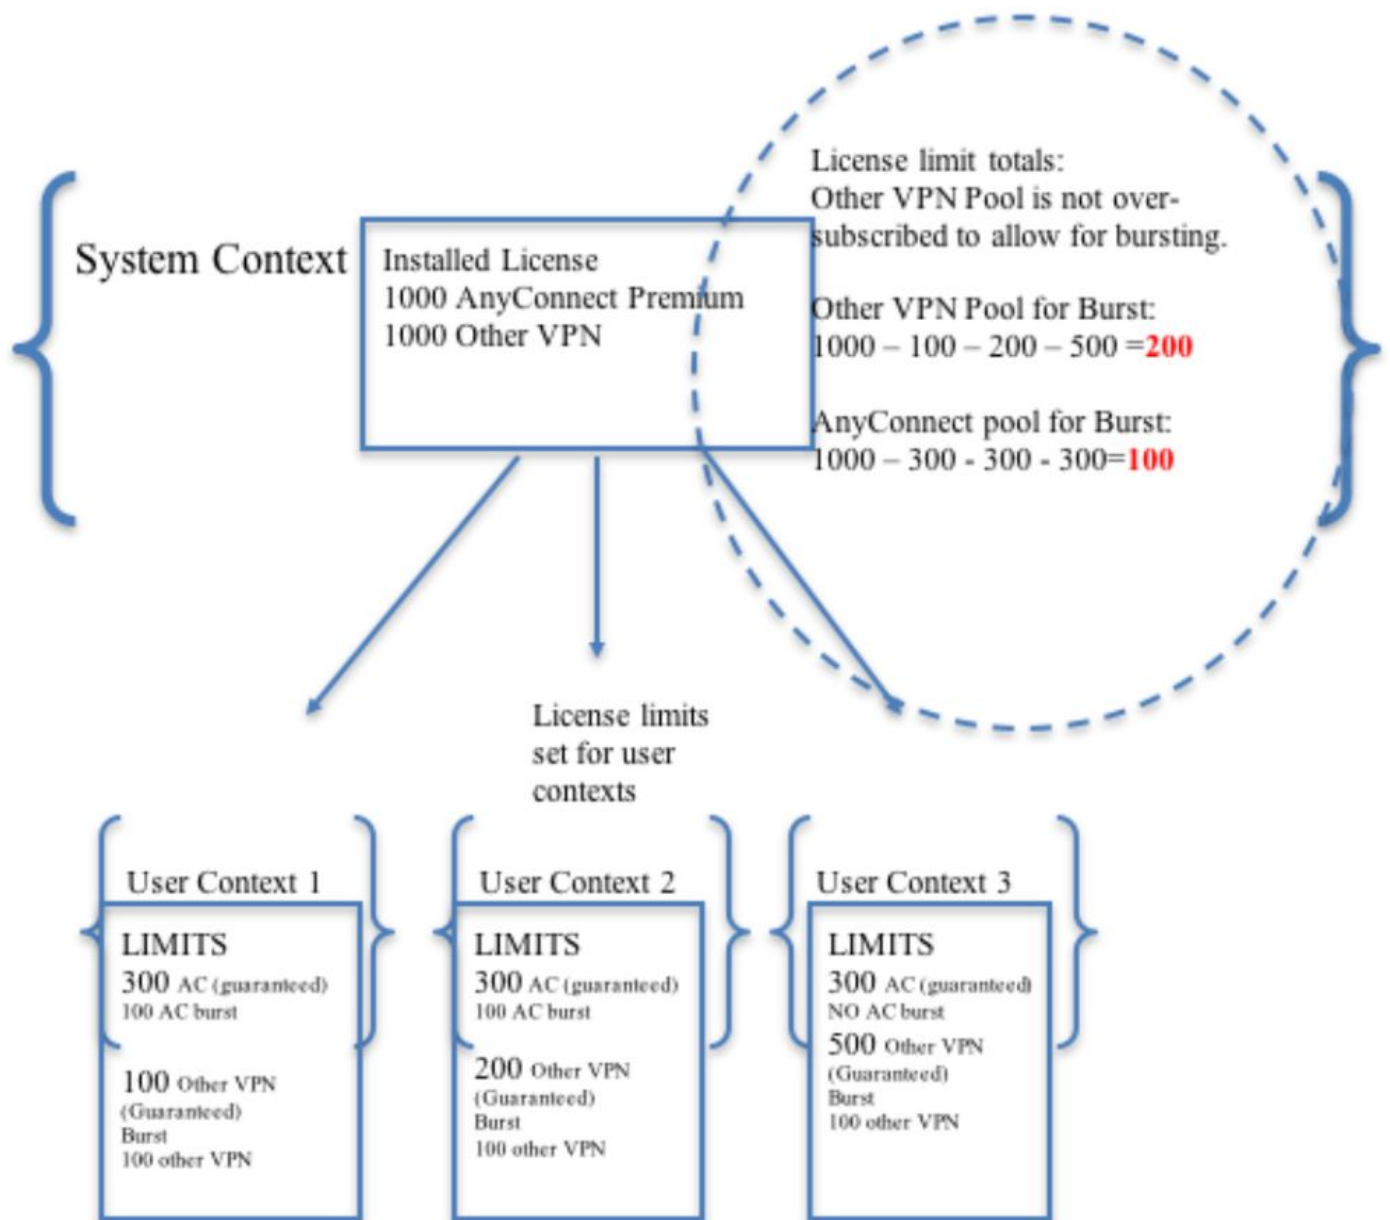 System Context
Installed License
1000 AnyConnect Premium
1000 Other VPN
License limit totals:
Other VPN Pool is not over-
subscribed to allow for bursting.
Other VPN Pool for Burst:
1000 – 100 – 200 – 500 =200
AnyConnect pool for Burst:
1000 – 300 - 300 - 300=100
License limits
set for user
contexts
User Context 1
LIMITS
300 AC (guaranteed)
100 AC burst
100 Other VPN
(Guaranteed)
Burst
100 other VPN
User Context 2
LIMITS
300 AC (guaranteed)
100 AC burst
200 Other VPN
(Guaranteed)
Burst
100 other VPN
User Context 3
LIMITS
300 AC (guaranteed)
NO AC burst
500 Other VPN
(Guaranteed)
Burst
100 other VPN